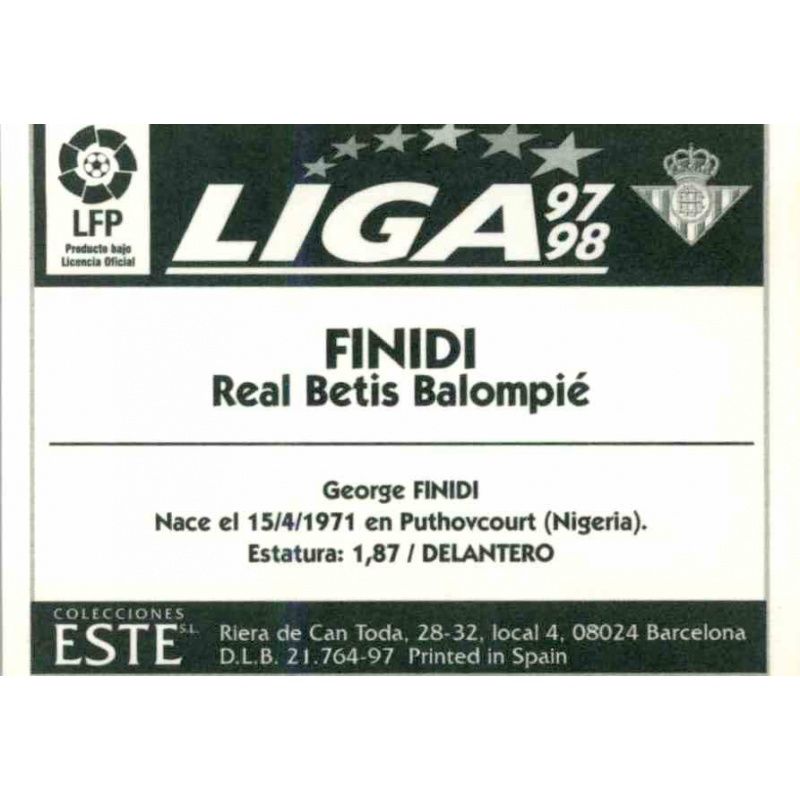 LFP
Producto bajo
Licencia Oficial
LIGA 97
98
FINIDI
Real Betis Balompié
George FINIDI
Nace el 15/4/1971 en Puthovcourt (Nigeria).
Estatura: 1,87 / DELANTERO
COLECCIONES
ESTE S.L.
Riera de Can Toda, 28-32, local 4, 08024 Barcelona
D.L.B. 21.764-97 Printed in Spain